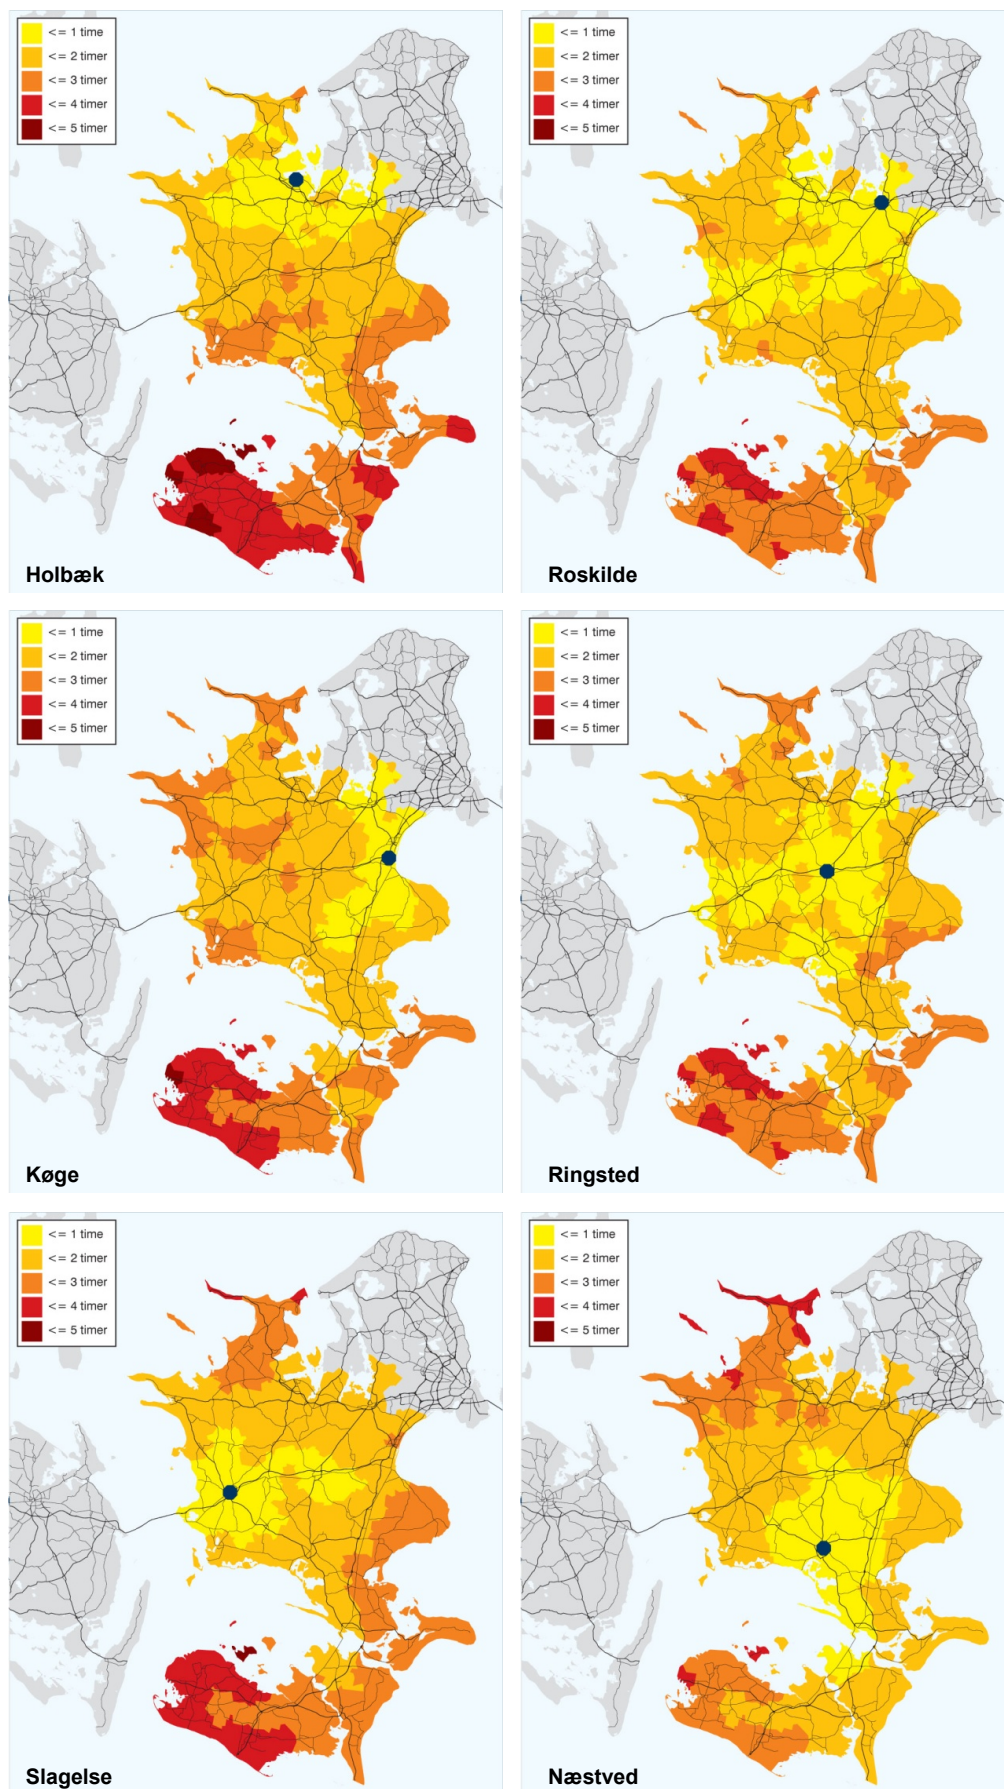 <= 1 time
<= 2 timer
<= 3 timer
<= 4 timer
<= 5 timer
Holbæk
<= 1 time
<= 2 timer
<= 3 timer
<= 4 timer
<= 5 timer
Roskilde
<= 1 time
<= 2 timer
<= 3 timer
<= 4 timer
<= 5 timer
Køge
<= 1 time
<= 2 timer
<= 3 timer
<= 4 timer
<= 5 timer
Ringsted
<= 1 time
<= 2 timer
<= 3 timer
<= 4 timer
<= 5 timer
Slagelse
<= 1 time
<= 2 timer
<= 3 timer
<= 4 timer
<= 5 timer
Næstved